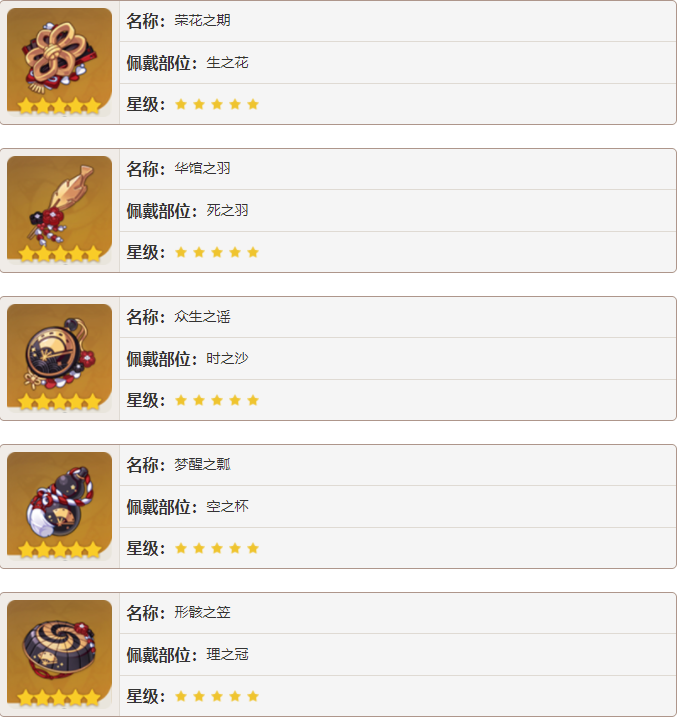 名称：荣花之期
佩戴部位：生之花
星级：
名称：华馆之羽
佩戴部位：死之羽
星级：
名称：众生之谣
佩戴部位：时之沙
星级：
名称：梦醒之瓢
佩戴部位：空之杯
星级：
名称：形骸之笠
佩戴部位：理之冠
星级：